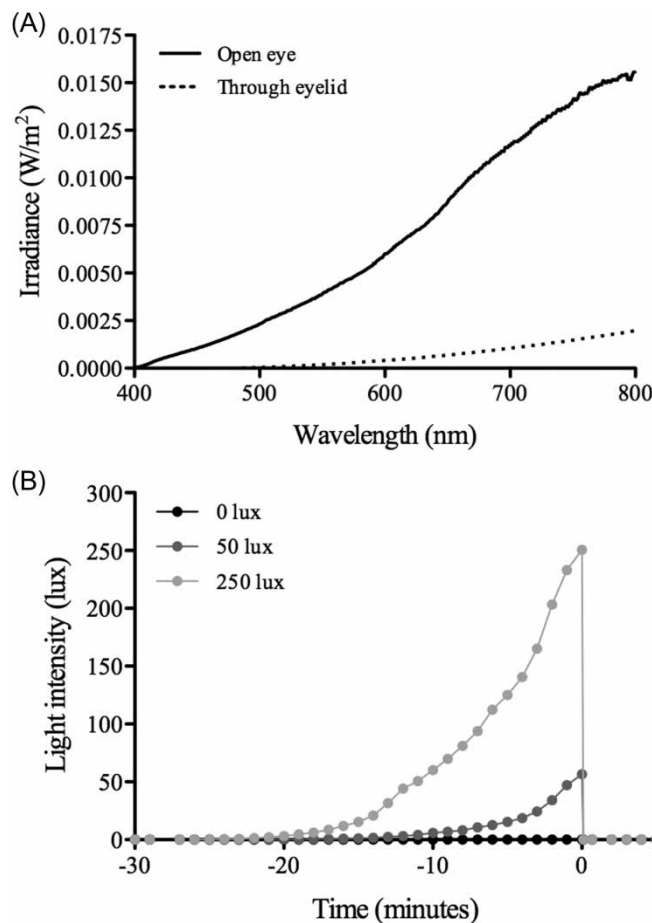 (A)
0.0175
0.0150
0.0125
0.0100
0.0075
0.0050
0.0025
0.0000
Irradiance (W/m²)
Open eye
Through eyelid
400 500 600 700 800
Wavelength (nm)
(B)
300
250
200
150
100
50
0
Light intensity (lux)
0 lux
50 lux
250 lux
-30 -20 -10 0
Time (minutes)